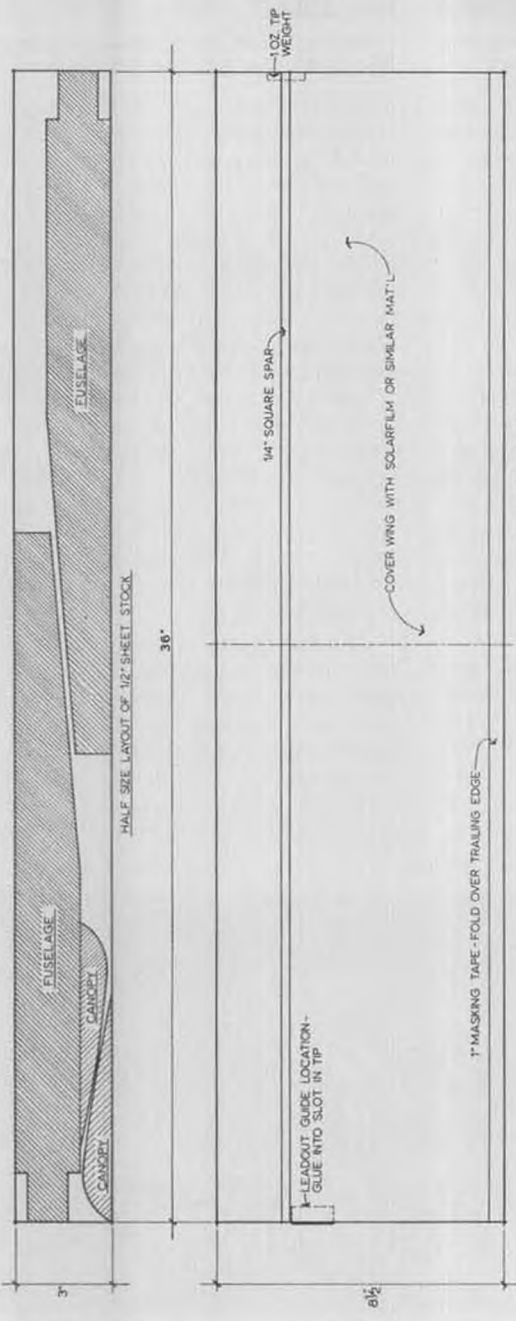 3"
FUSELAGE
FUSELAGE
CANOPY
CANOPY
HALF SIZE LAYOUT OF 1/2" SHEET STOCK
36"
8½
1 OZ. TIP
WEIGHT
1/4" SQUARE SPAR
COVER WING WITH SOLARFILM OR SIMILAR MAT'L
LEADOUT GUIDE LOCATION-
GLUE INTO SLOT IN TIP
1" MASKING TAPE-FOLD OVER TRAILING EDGE